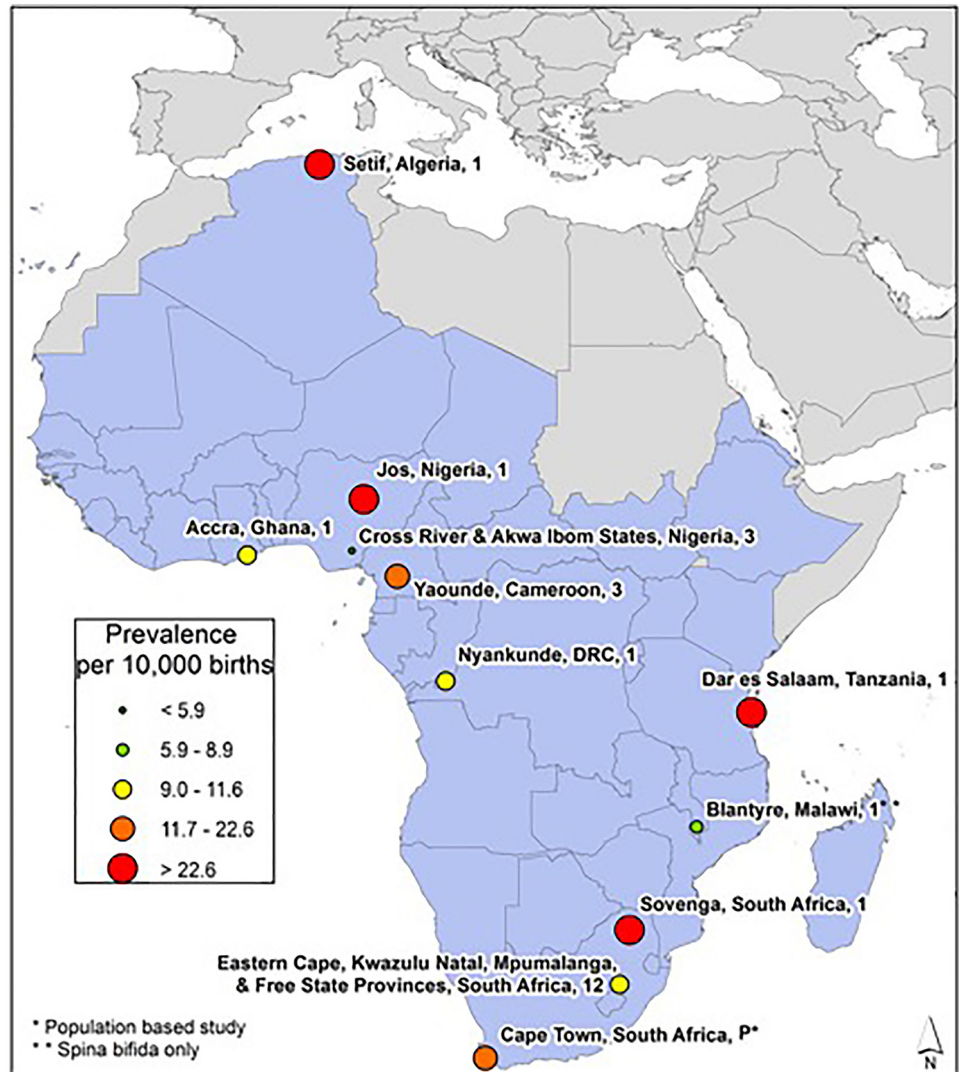 Setif, Algeria, 1
Jos, Nigeria, 1
Accra, Ghana, 1
Cross River & Akwa Ibom States, Nigeria, 3
Yaounde, Cameroon, 3
Prevalence
per 10,000 births
< 5.9
5.9 - 8.9
9.0 - 11.6
11.7 - 22.6
> 22.6
Nyankunde, DRC, 1
Dar es Salaam, Tanzania, 1
Blantyre, Malawi, 1* *
Sovenga, South Africa, 1
Eastern Cape, Kwazulu Natal, Mpumalanga,
& Free State Provinces, South Africa, 12
Cape Town, South Africa, P*
* Population based study
* * Spina bifida only
N